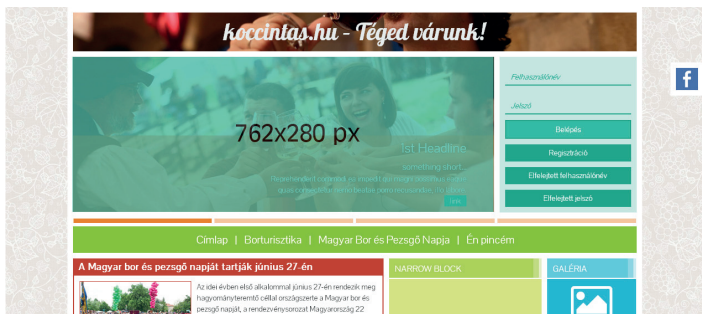 koccintas.hu – Téged várunk!
762x280 px
1st Headline
something short...
Felhasználónév
Jelszó
Belépés
Regisztráció
Elfelejtett felhasználónév
Elfelejtett jelszó
Címlap | Borturisztika | Magyar Bor és Pezsgő Napja | Én pincém
A Magyar bor és pezsgő napját tartják június 27-én
Az idei évben első alkalommal június 27-én rendezik meg
hagyományteremtő céllal országszerte a Magyar bor és
pezsgő napját, a rendezvénysorozat Magyarország 22
NARROW BLOCK
GALÉRIA